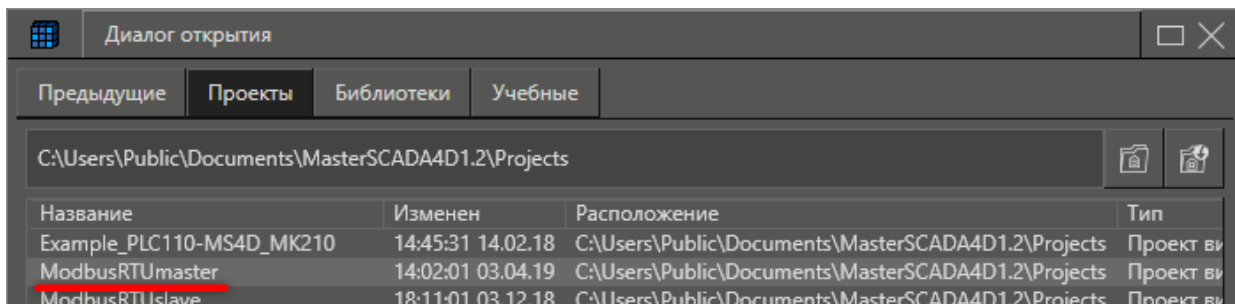 Диалог открытия
Предыдущие Проекты Библиотеки Учебные
C:\Users\Public\Documents\MasterSCADA4D1.2\Projects
Название Изменен Расположение Тип
Example_PLC110-MS4D_MK210 14:45:31 14.02.18 C:\Users\Public\Documents\MasterSCADA4D1.2\Projects Проект ви
ModbusRTUmaster 14:02:01 03.04.19 C:\Users\Public\Documents\MasterSCADA4D1.2\Projects Проект ви
ModbusRTUslave 18:11:01 03.12.18 C:\Users\Public\Documents\MasterSCADA4D1.2\Projects Проект ви